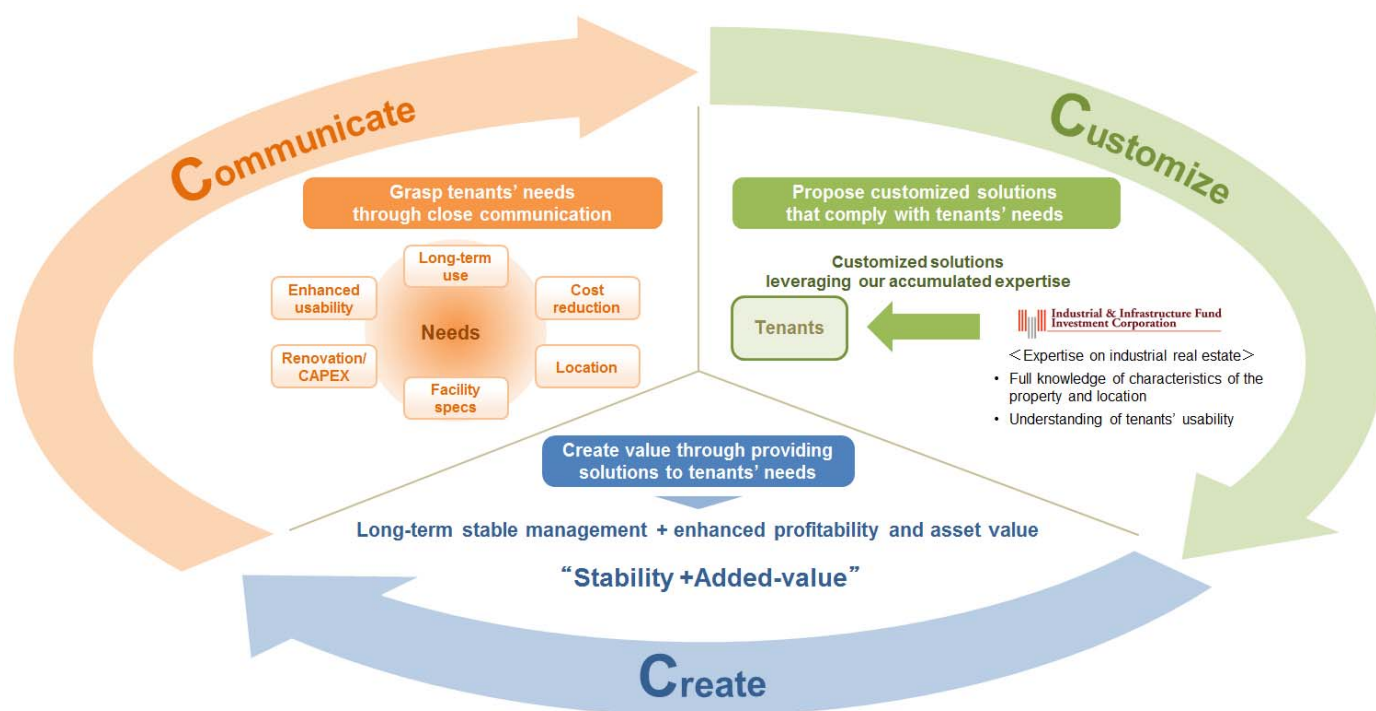 Communicate
Customize
Grasp tenants’ needs
through close communication
Long-term
use
Enhanced
usability
Cost
reduction
Needs
Renovation/
CAPEX
Location
Facility
specs
Propose customized solutions
that comply with tenants’ needs
Customized solutions
leveraging our accumulated expertise
Tenants
Industrial & Infrastructure Fund
Investment Corporation
＜Expertise on industrial real estate＞
• Full knowledge of characteristics of the
property and location
• Understanding of tenants’ usability
Create value through providing
solutions to tenants’ needs
Long-term stable management + enhanced profitability and asset value
“Stability +Added-value”
Create